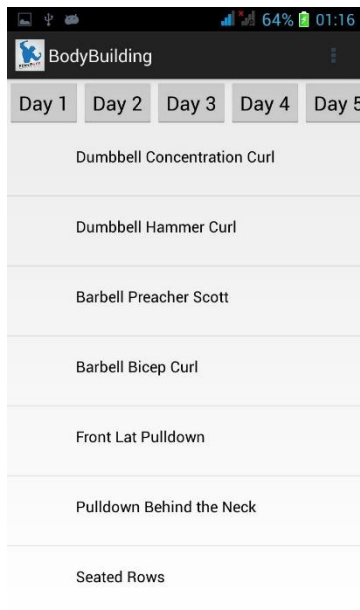 64% 01:16
BodyBuilding
Day 1 Day 2 Day 3 Day 4 Day 5
Dumbbell Concentration Curl
Dumbbell Hammer Curl
Barbell Preacher Scott
Barbell Bicep Curl
Front Lat Pulldown
Pulldown Behind the Neck
Seated Rows